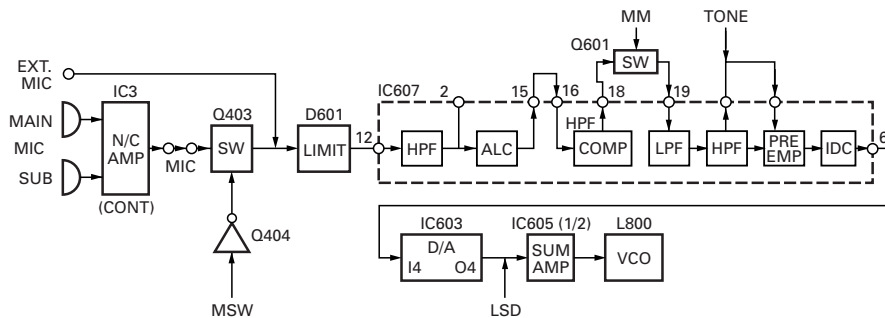 MM
TONE
EXT.
MIC
IC3
Q601
SW
IC607
2
15
16
18
19
MAIN
MIC
SUB
N/C
AMP
(CONT)
MIC
Q403
SW
D601
LIMIT
12
HPF
ALC
HPF
COMP
LPF
HPF
PRE
EMP
IDC
6
Q404
MSW
IC603
D/A
I4
O4
IC605 (1/2)
SUM
AMP
L800
VCO
LSD